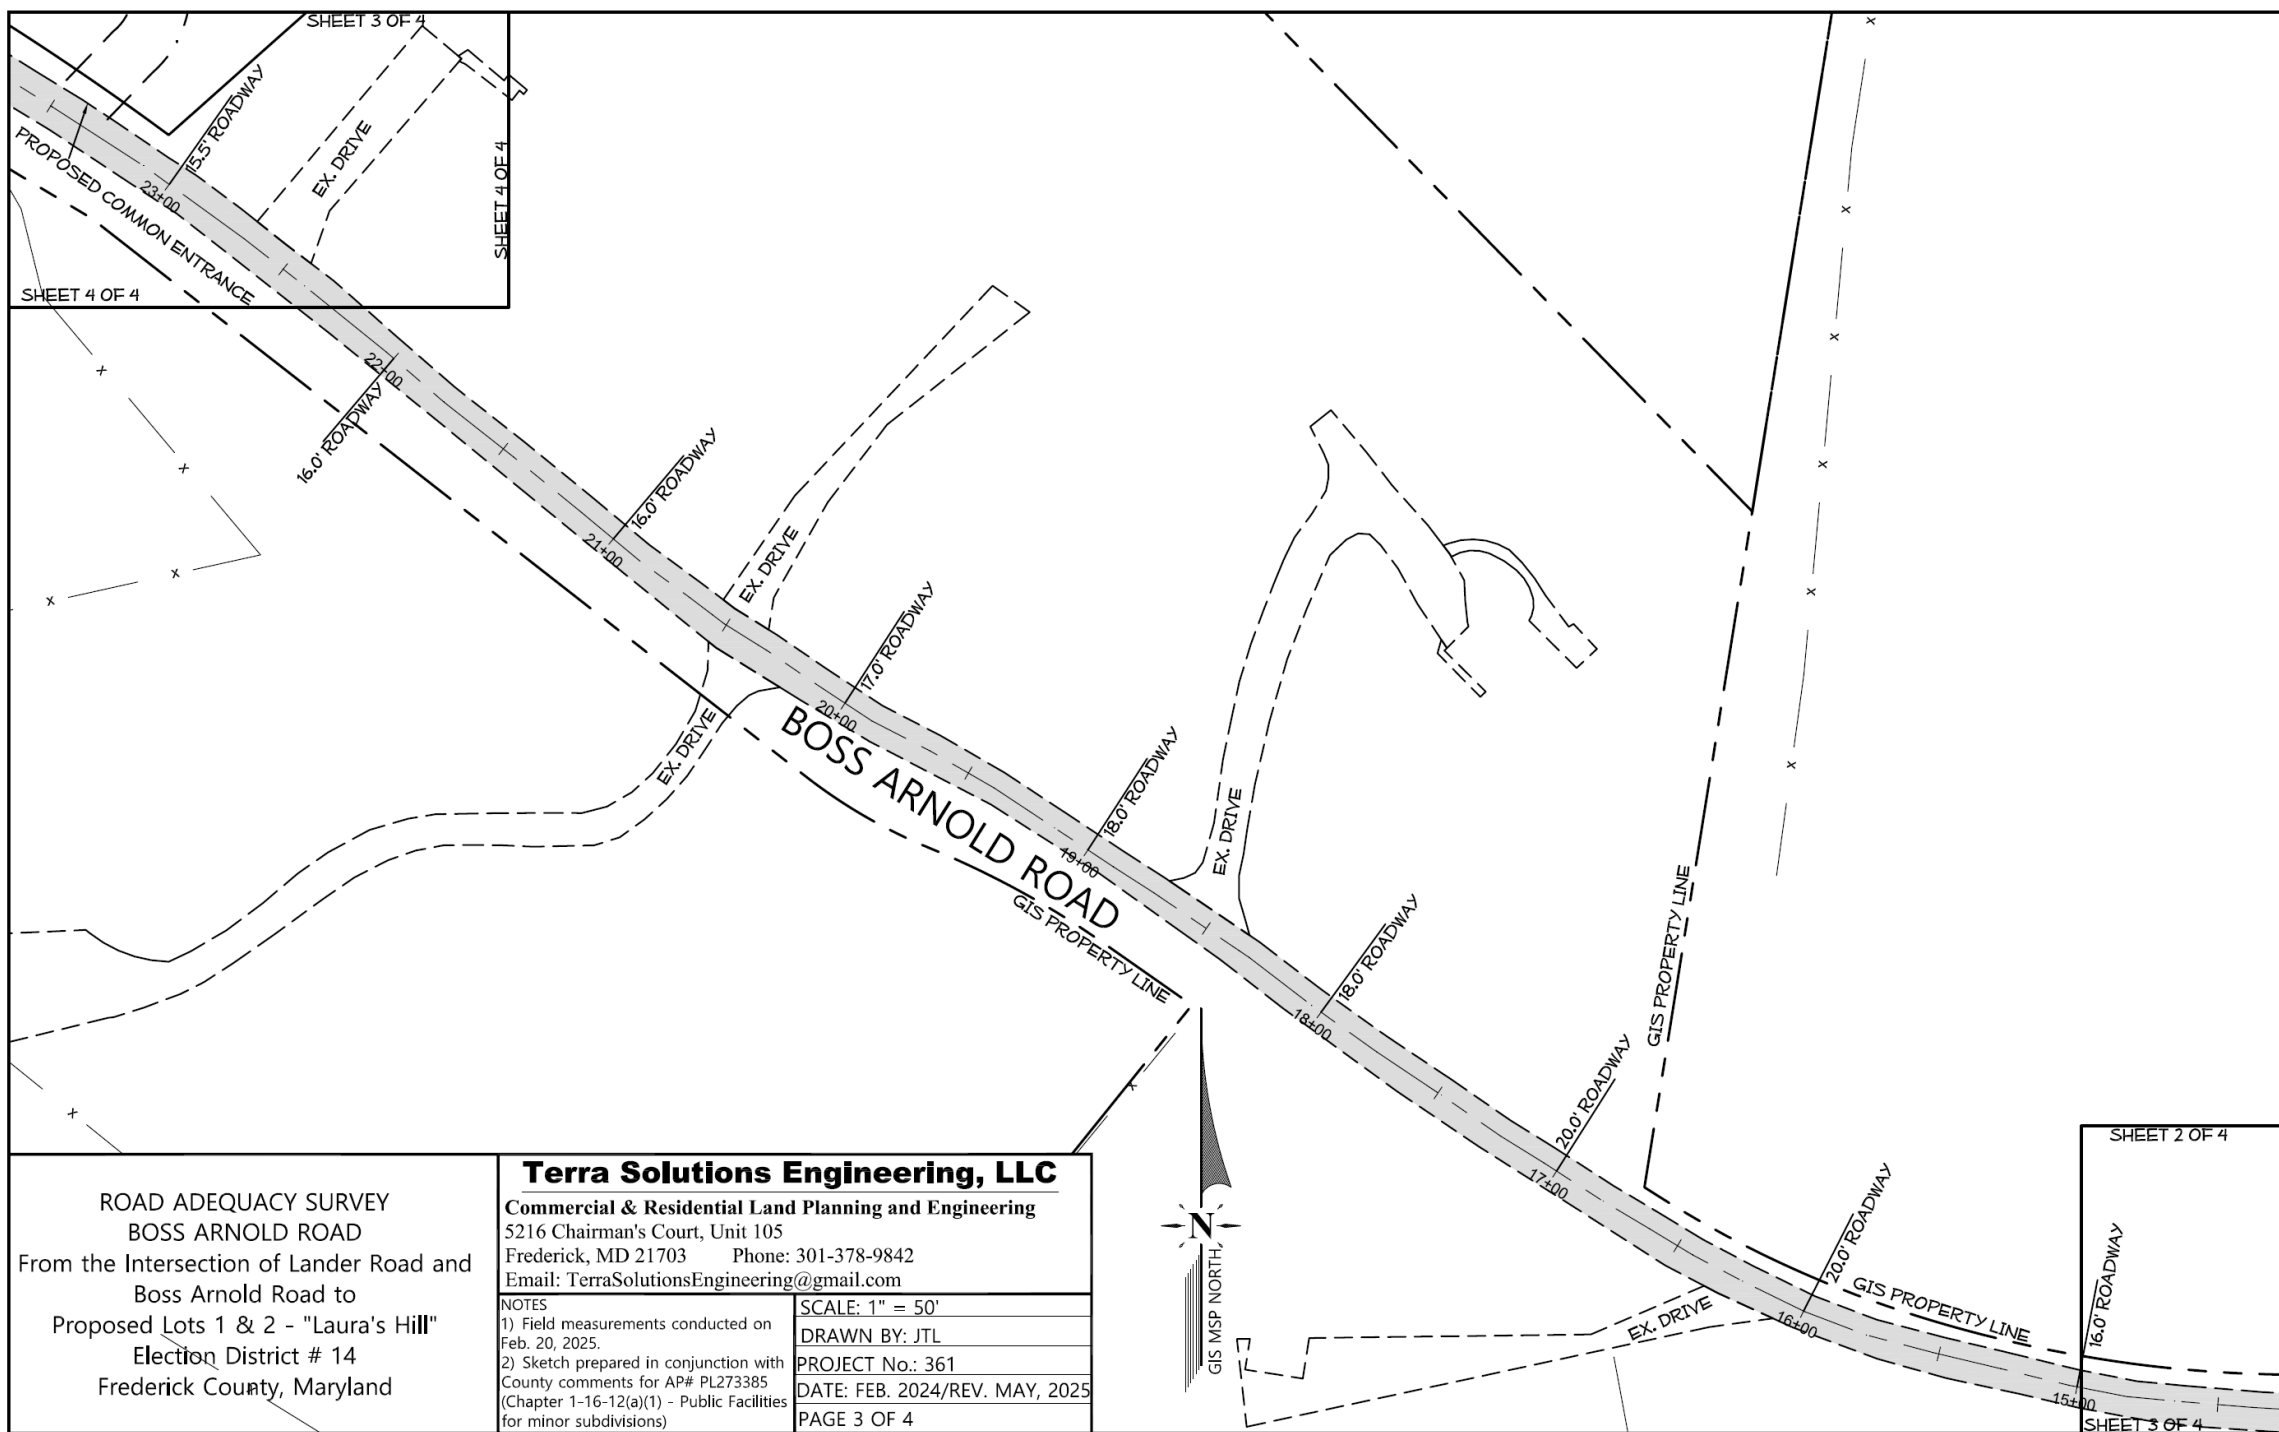 SHEET 3 OF 4
15.5' ROADWAY
EX. DRIVE
SHEET 4 OF 4
PROPOSED COMMON ENTRANCE
23+00
SHEET 4 OF 4
22+00
16.0' ROADWAY
16.0' ROADWAY
21+00
EX. DRIVE
17.0' ROADWAY
20+00
EX. DRIVE
BOSS ARNOLD ROAD
18.0' ROADWAY
19+00
EX. DRIVE
GIS PROPERTY LINE
18.0' ROADWAY
18+00
GIS PROPERTY LINE
20.0' ROADWAY
17+00
20.0' ROADWAY
16+00
EX. DRIVE
GIS PROPERTY LINE
SHEET 2 OF 4
16.0' ROADWAY
15+00
SHEET 3 OF 4
N
GIS MSP NORTH
ROAD ADEQUACY SURVEY
BOSS ARNOLD ROAD
From the Intersection of Lander Road and
Boss Arnold Road to
Proposed Lots 1 & 2 - "Laura's Hill"
Election District # 14
Frederick County, Maryland
Terra Solutions Engineering, LLC
Commercial & Residential Land Planning and Engineering
5216 Chairman's Court, Unit 105
Frederick, MD 21703 Phone: 301-378-9842
Email: TerraSolutionsEngineering@gmail.com
NOTES
1) Field measurements conducted on
Feb. 20, 2025.
2) Sketch prepared in conjunction with
County comments for AP# PL273385
(Chapter 1-16-12(a)(1) - Public Facilities
for minor subdivisions)
SCALE: 1" = 50'
DRAWN BY: JTL
PROJECT No.: 361
DATE: FEB. 2024/REV. MAY, 2025
PAGE 3 OF 4